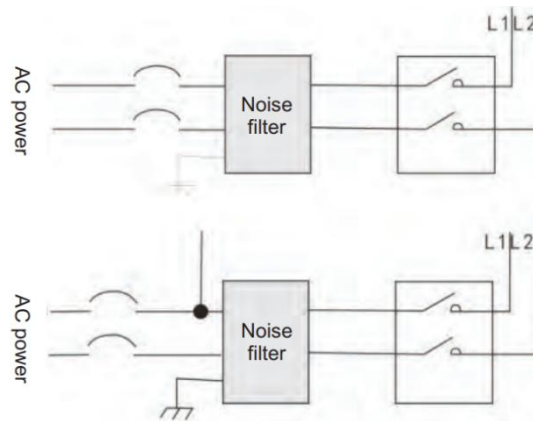 L1L2
AC power
Noise
filter
L1L2
AC power
Noise
filter